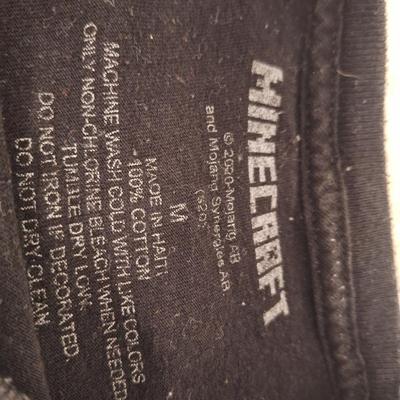 MINECRAFT
© 2020 Mojang AB
and Mojang Synergies AB
(s20)
M
MADE IN HAITI
100% COTTON
MACHINE WASH COLD WITH LIKE COLORS
ONLY NON-CHLORINE BLEACH WHEN NEEDED
TUMBLE DRY LOW
DO NOT IRON IF DECORATED
DO NOT DRY CLEAN